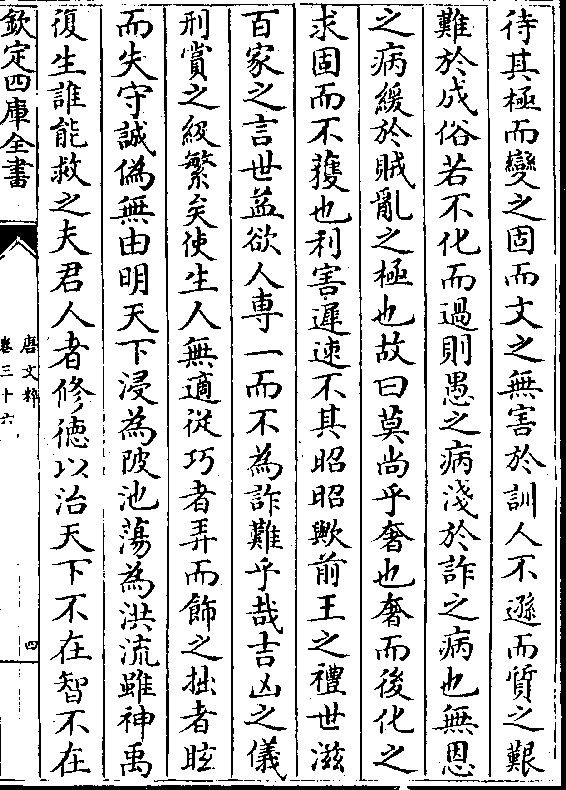 待其極而變之固而文之無害於訓人不遜而質之艱
難於成俗若不化而過則愚之病淺於詐之病也無恩
之病緩於賊亂之極也故曰莫尚乎奢也奢而後化之
求固而不䕶也利害遲速不其昭昭歟前王之禮世滋
百家之言世益欲人専一而不為詐難乎哉吉凶之儀
刑賞之級繁矣使生人無適從巧者弄而飾之拙者眩
而失守誠偽無由明天下浸為陂池蕩為洪流雖神禹
復生誰能救之夫君人者修徳以治天下不在智不在
欽定四庫全書
唐文粹
卷三十六
四